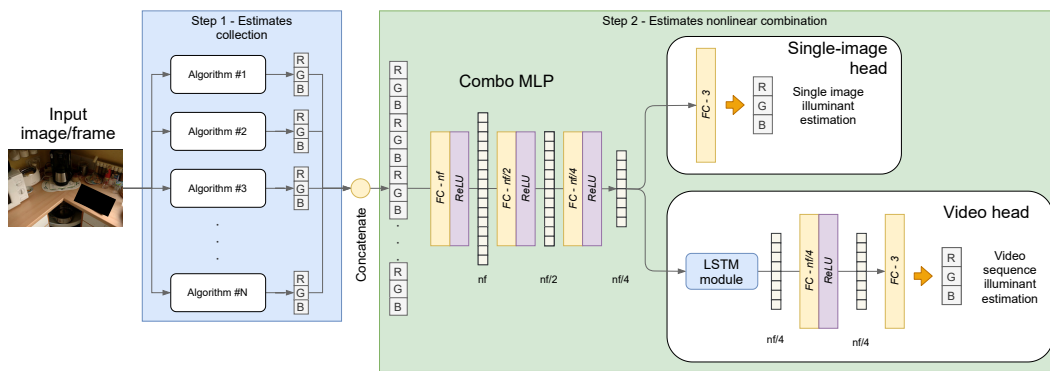 Step 1 - Estimates
collection
Step 2 - Estimates nonlinear combination
Input
image/frame
Algorithm #1
R
G
B
Algorithm #2
R
G
B
Algorithm #3
R
G
B
.
.
.
Algorithm #N
R
G
B
Concatenate
R
G
B
R
G
B
R
G
B
.
.
.
R
G
B
Combo MLP
FC - nf
ReLU
nf
FC - nf/2
ReLU
nf/2
FC - nf/4
ReLU
nf/4
Single-image
head
FC - 3
R
G
B
Single image
illuminant
estimation
Video head
LSTM
module
nf/4
FC - nf/4
ReLU
nf/4
FC - 3
R
G
B
Video
sequence
illuminant
estimation